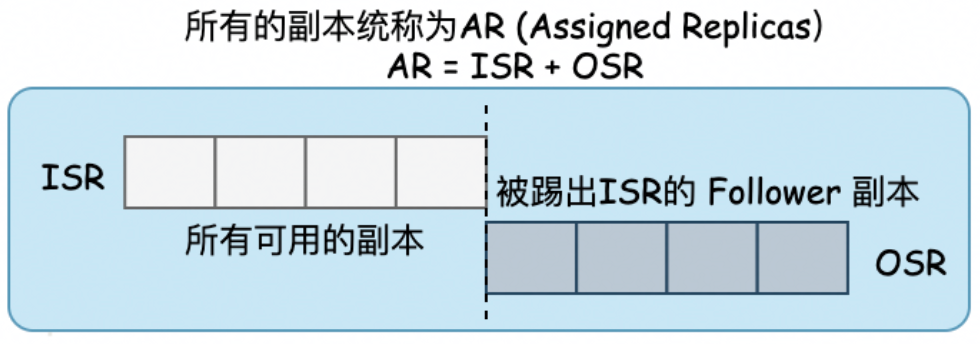 所有的副本统称为AR (Assigned Replicas)
AR = ISR + OSR
ISR
被踢出ISR的 Follower 副本
所有可用的副本
OSR